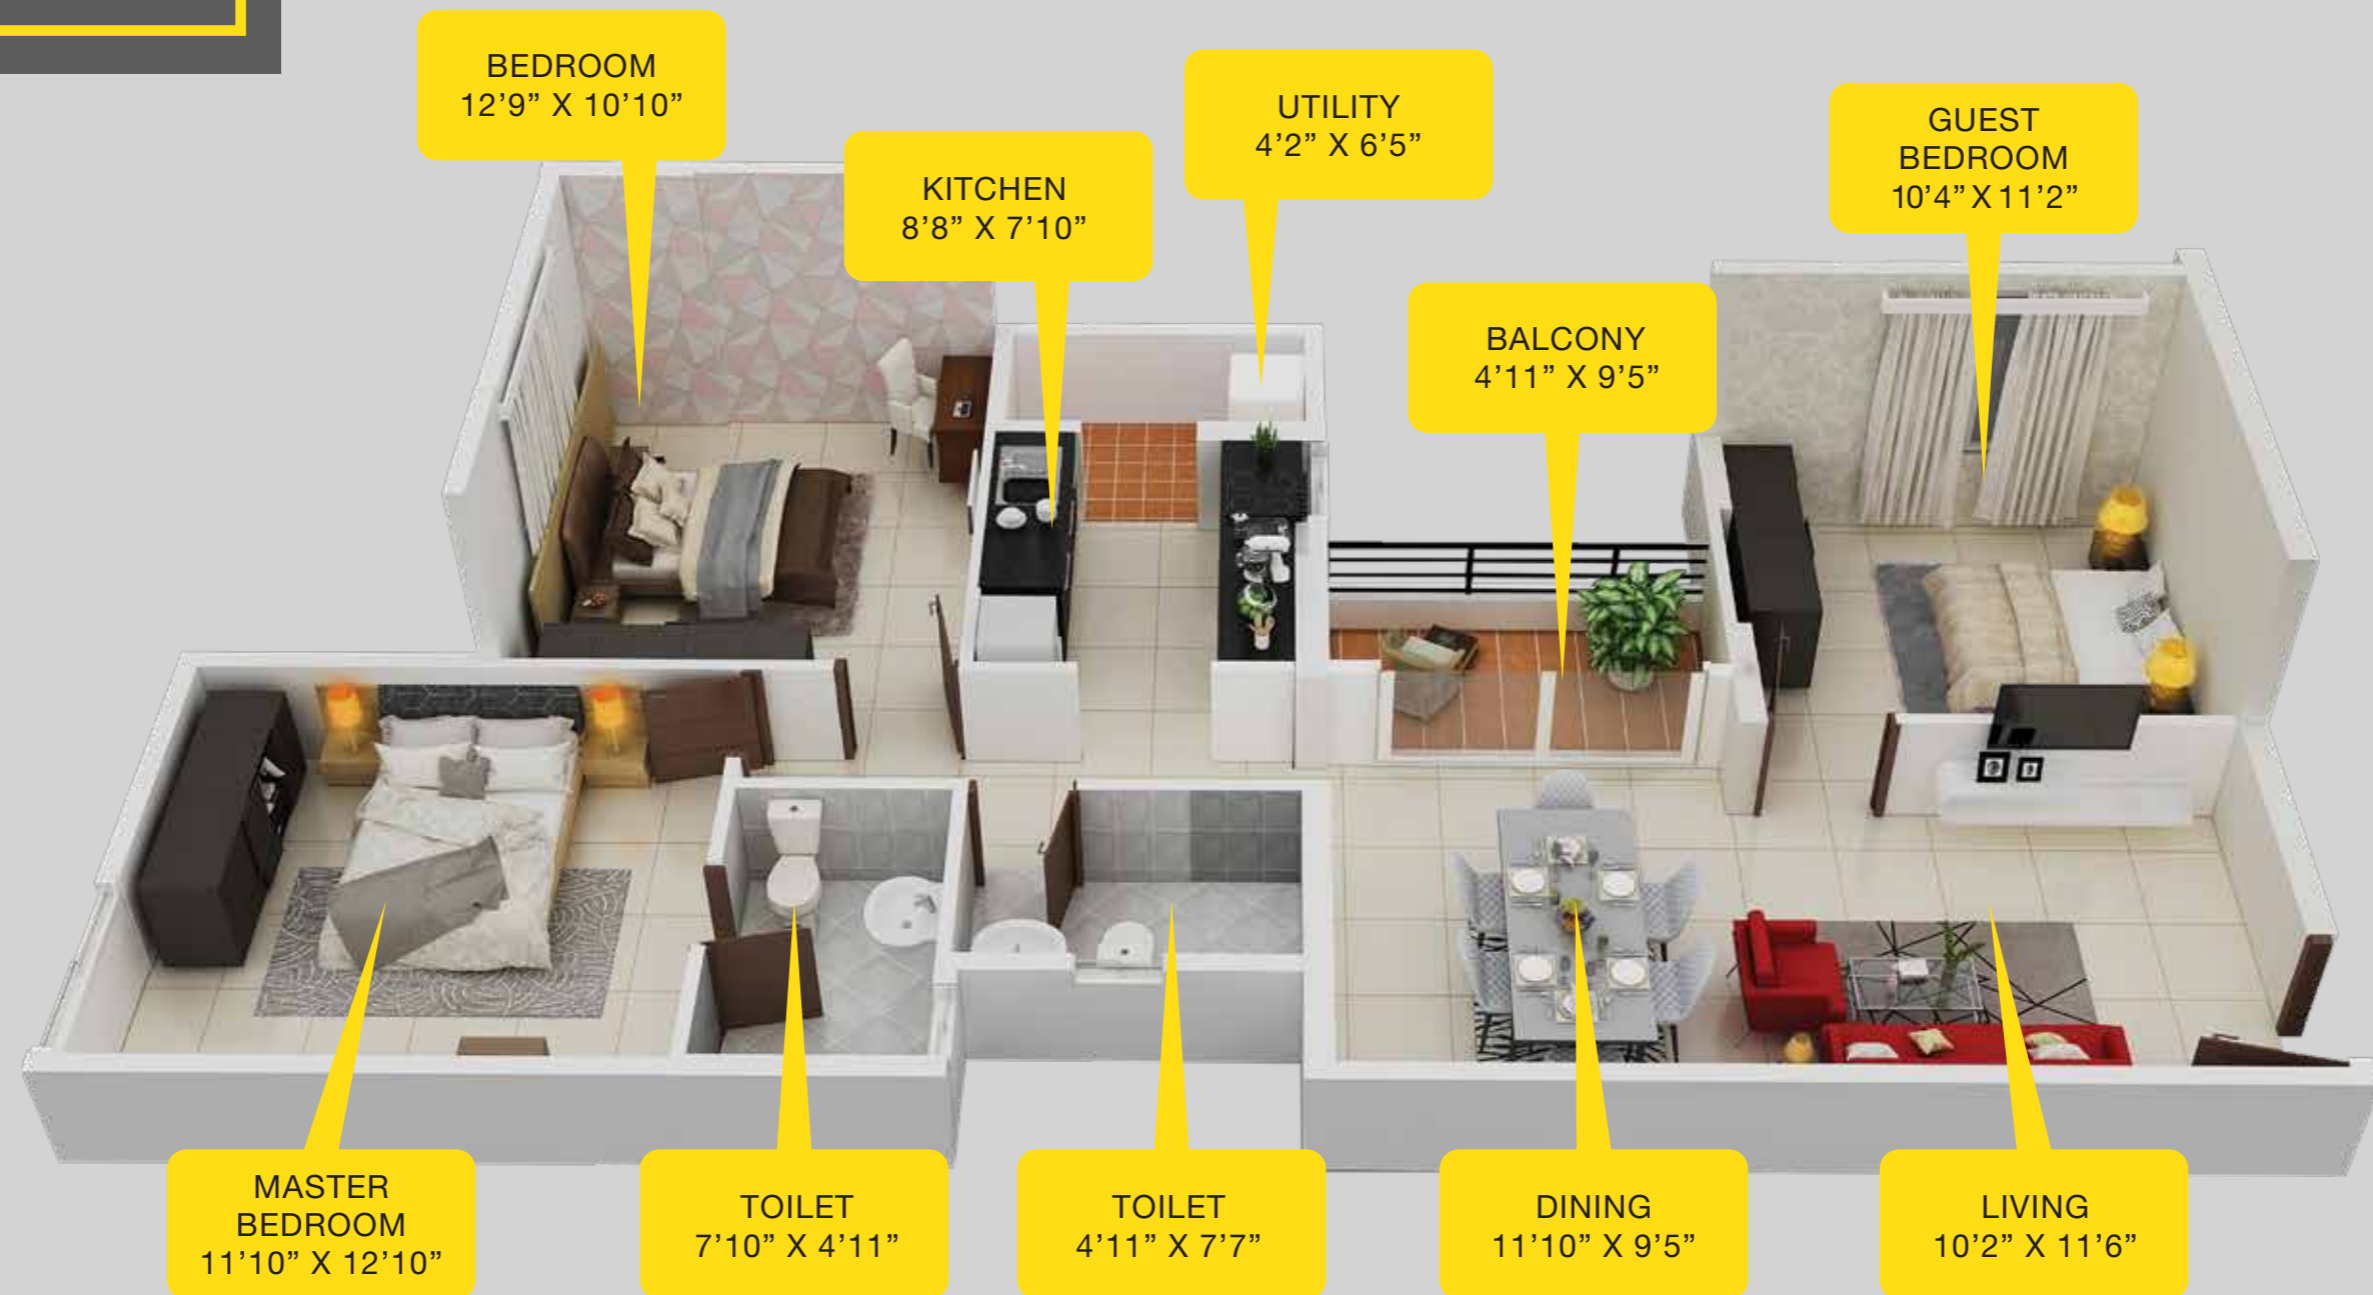 BEDROOM
12’9” X 10’10”
UTILITY
4’2” X 6’5”
GUEST
BEDROOM
10’4” X 11’2”
KITCHEN
8’8” X 7’10”
BALCONY
4’11” X 9’5”
MASTER
BEDROOM
11’10” X 12’10”
TOILET
7’10” X 4’11”
TOILET
4’11” X 7’7”
DINING
11’10” X 9’5”
LIVING
10’2” X 11’6”